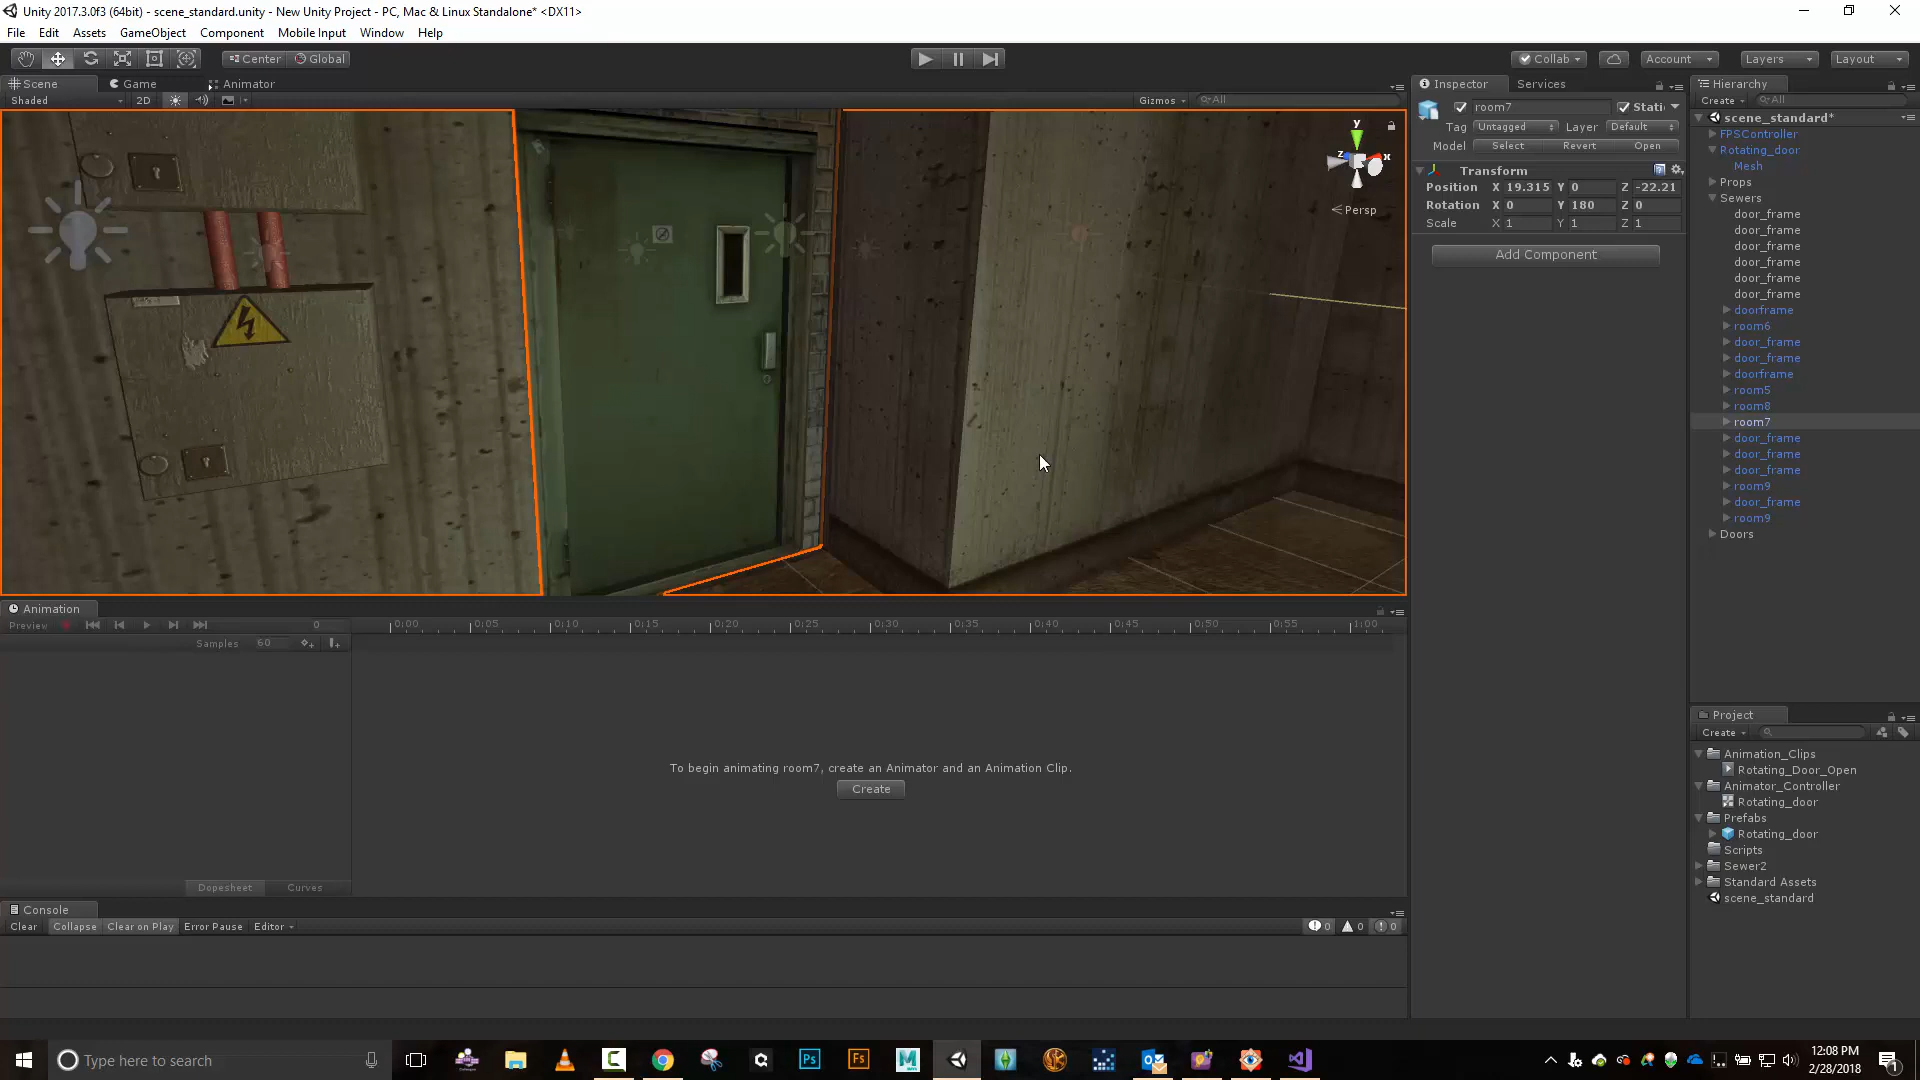 Unity 2017.3.0f3 (64bit) - scene_standard.unity - New Unity Project - PC, Mac & Linux Standalone* <DX11>
File Edit Assets GameObject Component Mobile Input Window Help
Center Global Collab Account Layers Layout
Scene Game Animator
Shaded 2D Gizmos All
y
x
z
Persp
Inspector Services
room7 Stati
Tag Untagged Layer Default
Model Select Revert Open
Transform
Position X 19.315 Y 0 Z -22.21
Rotation X 0 Y 180 Z 0
Scale X 1 Y 1 Z 1
Add Component
Hierarchy
Create All
scene_standard*
FPSController
Rotating_door
Mesh
Props
Sewers
door_frame
door_frame
door_frame
door_frame
door_frame
door_frame
doorframe
room6
door_frame
door_frame
doorframe
room5
room8
room7
door_frame
door_frame
door_frame
room9
door_frame
room9
Doors
Animation
Preview 0 0:00 0:05 0:10 0:15 0:20 0:25 0:30 0:35 0:40 0:45 0:50 0:55 1:00
Samples 60
To begin animating room7, create an Animator and an Animation Clip.
Create
Dopesheet Curves
Project
Create
Animation_Clips
Rotating_Door_Open
Animator_Controller
Rotating_door
Prefabs
Rotating_door
Scripts
Sewer2
Standard Assets
scene_standard
Console
Clear Collapse Clear on Play Error Pause Editor 0 0 0
Type here to search
Ps Fs
12:08 PM
2/28/2018
1